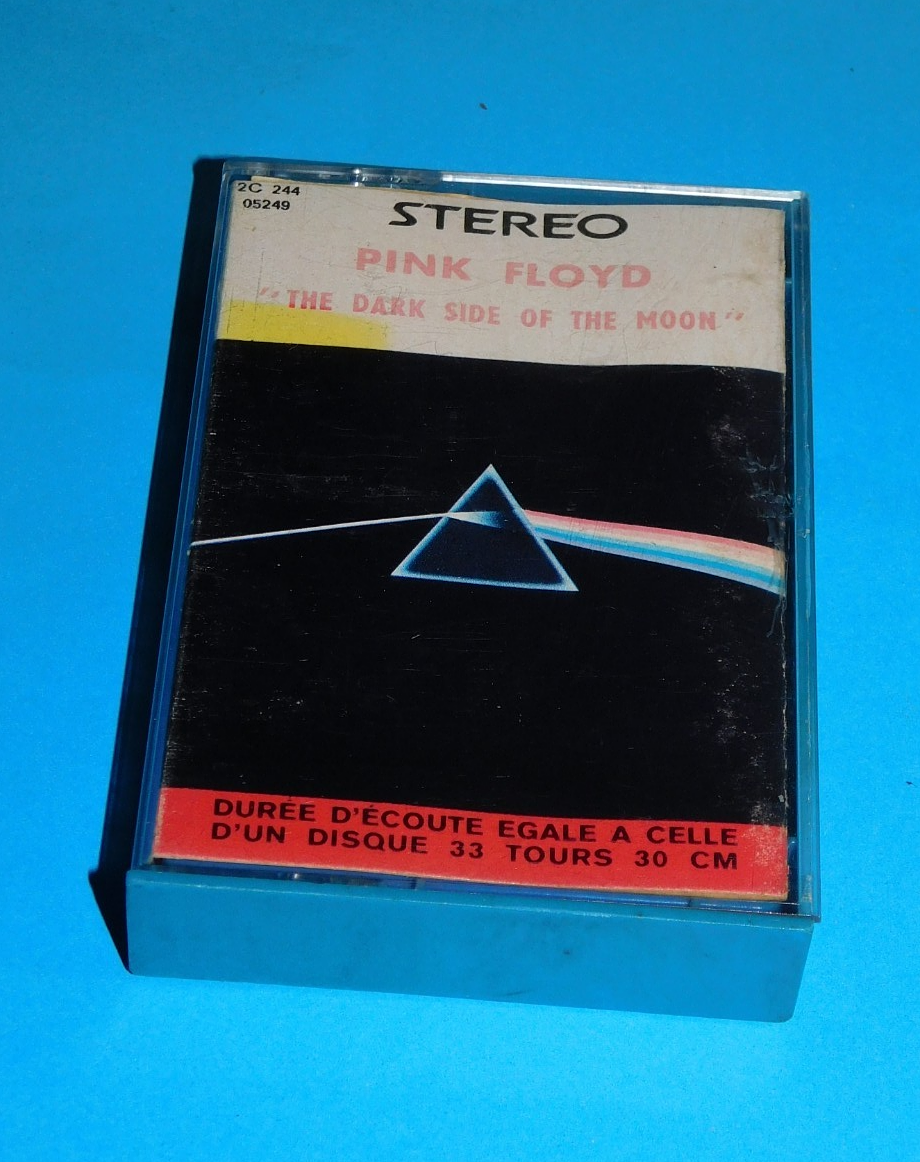 2C 244
05249
STEREO
PINK FLOYD
"THE DARK SIDE OF THE MOON"
DURÉE D'ÉCOUTE EGALE A CELLE
D'UN DISQUE 33 TOURS 30 CM